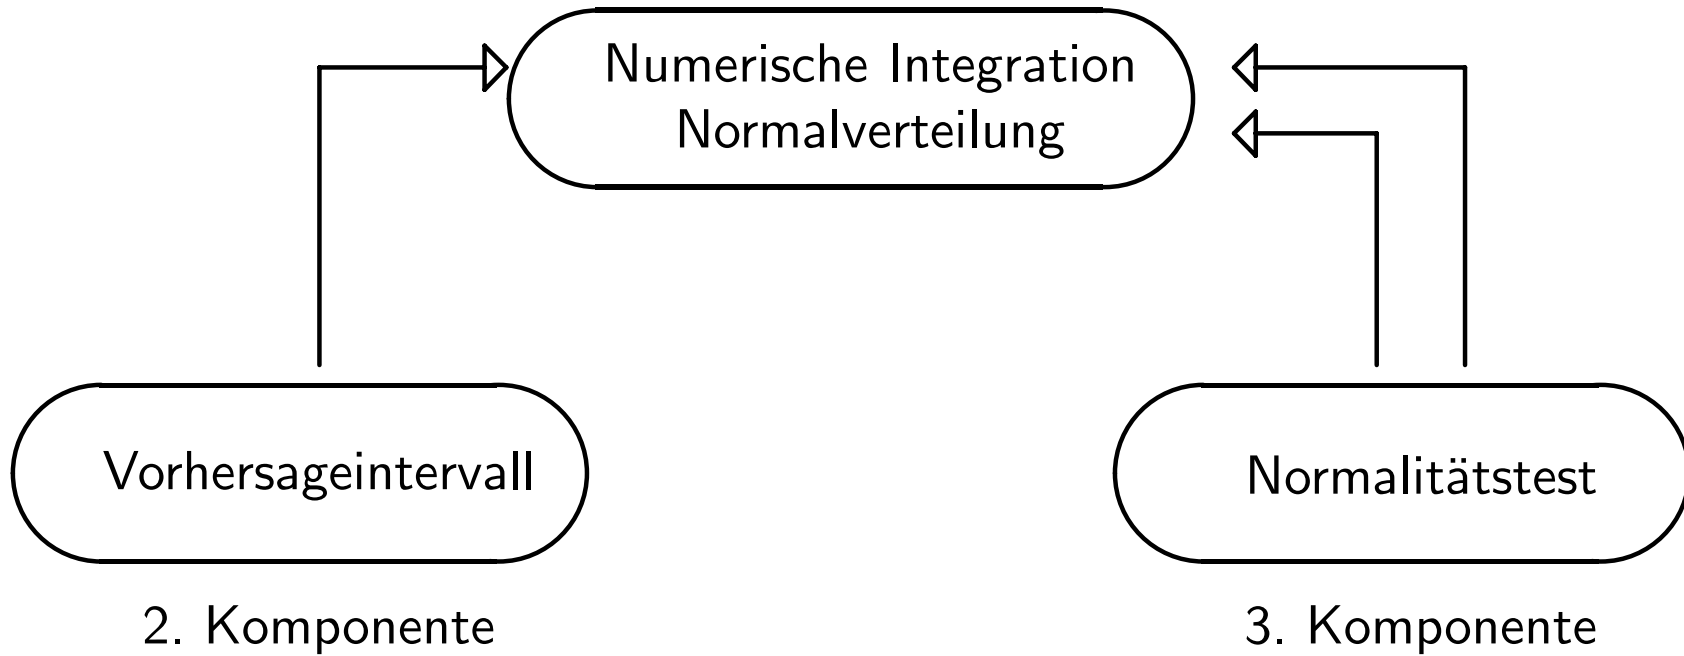 Numerische Integration
Normalverteilung
Vorhersageintervall
Normalitätstest
2. Komponente
3. Komponente